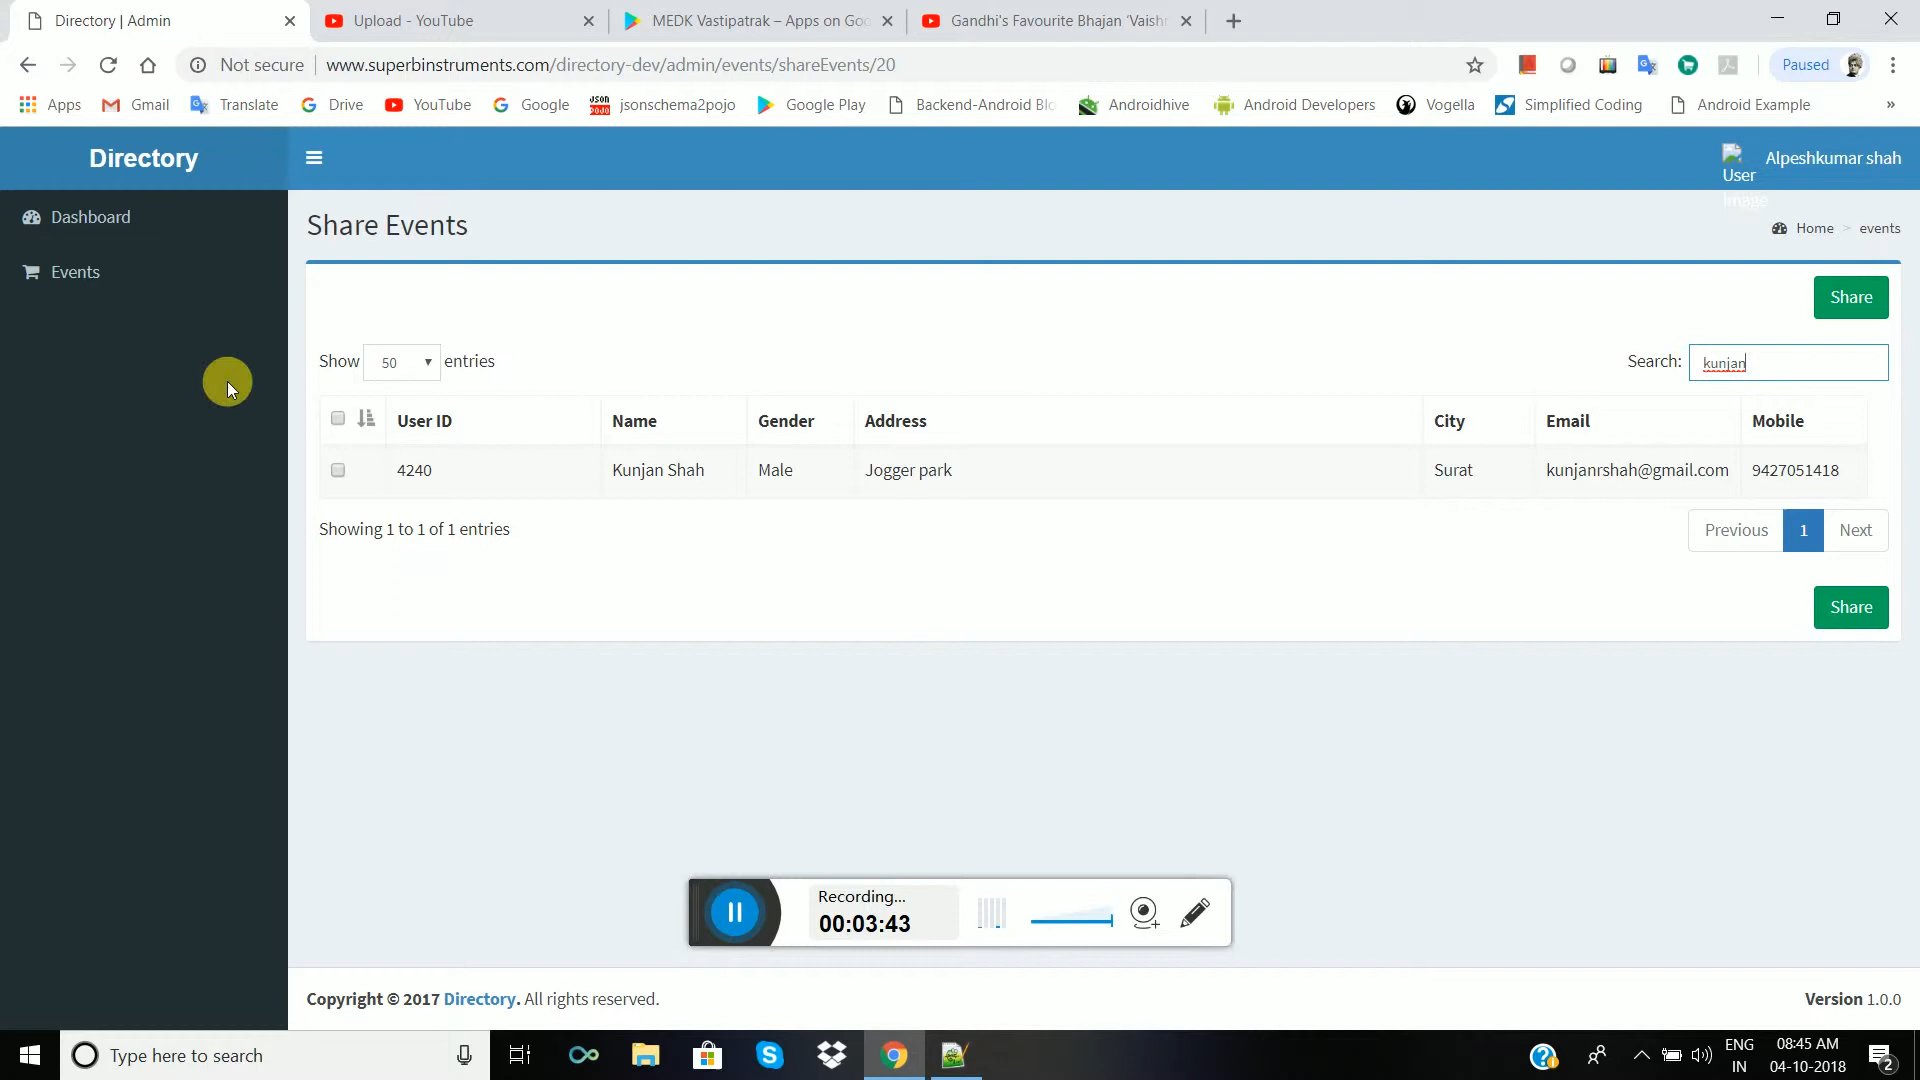 Directory | Admin
Upload - YouTube
MEDK Vastipatrak – Apps on Goo
Gandhi's Favourite Bhajan 'Vaish
Not secure
www.superbinstruments.com/directory-dev/admin/events/shareEvents/20
Paused
Apps
Gmail
Translate
Drive
YouTube
Google
JSON POJO
jsonschema2pojo
Google Play
Backend-Android Blo
Androidhive
Android Developers
Vogella
Simplified Coding
Android Example
»
Directory
User Image
Alpeshkumar shah
Dashboard
Events
Share Events
Home > events
Share
Show 50 entries
Search: kunjan
User ID Name Gender Address City Email Mobile
4240 Kunjan Shah Male Jogger park Surat kunjanrshah@gmail.com 9427051418
Showing 1 to 1 of 1 entries
Previous 1 Next
Share
Recording...
00:03:43
Copyright © 2017 Directory. All rights reserved.
Version 1.0.0
Type here to search
ENG
IN
08:45 AM
04-10-2018
2